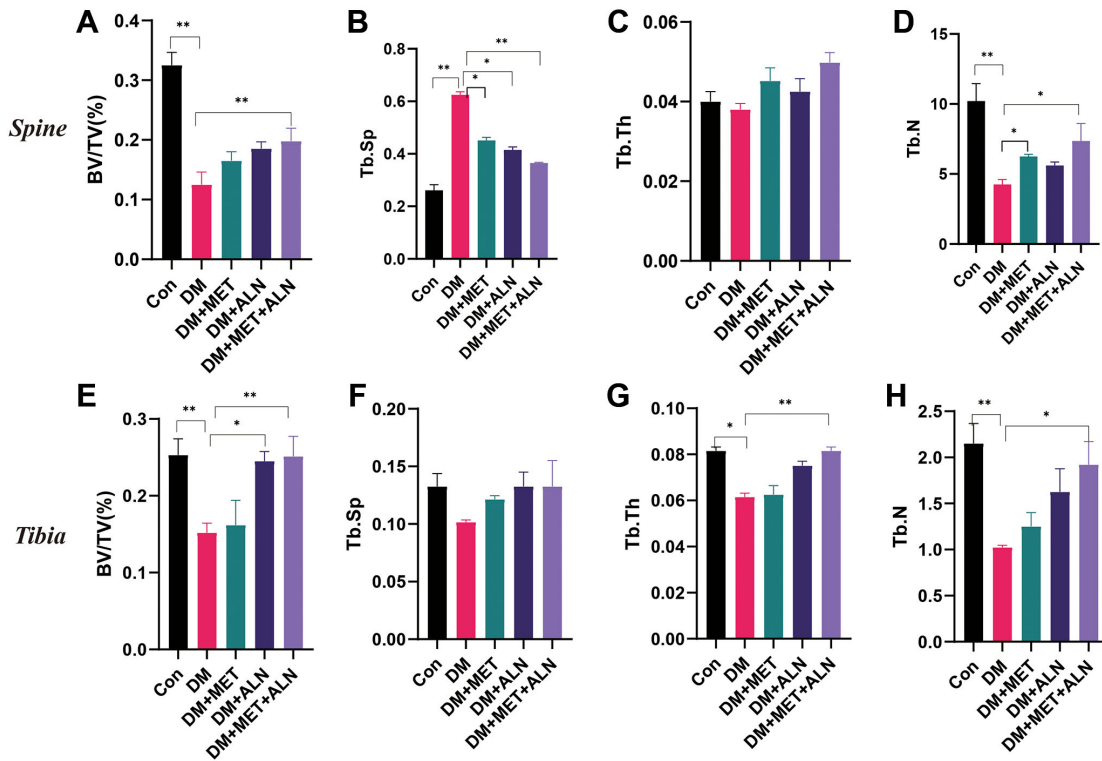 A
BV/TV(%)
0.4
0.3
0.2
0.1
0.0
**
**
Con
DM
DM+MET
DM+ALN
DM+MET+ALN
B
Tb.Sp
0.8
0.6
0.4
0.2
0.0
**
*
*
**
Con
DM
DM+MET
DM+ALN
DM+MET+ALN
C
Tb.Th
0.06
0.04
0.02
0.00
Con
DM
DM+MET
DM+ALN
DM+MET+ALN
D
Tb.N
15
10
5
0
**
*
*
Con
DM
DM+MET
DM+ALN
DM+MET+ALN
Spine
E
BV/TV(%)
0.3
0.2
0.1
0.0
**
*
**
Con
DM
DM+MET
DM+ALN
DM+MET+ALN
F
Tb.Sp
0.20
0.15
0.10
0.05
0.00
Con
DM
DM+MET
DM+ALN
DM+MET+ALN
G
Tb.Th
0.10
0.08
0.06
0.04
0.02
0.00
*
**
Con
DM
DM+MET
DM+ALN
DM+MET+ALN
H
Tb.N
2.5
2.0
1.5
1.0
0.5
0.0
**
*
Con
DM
DM+MET
DM+ALN
DM+MET+ALN
Tibia